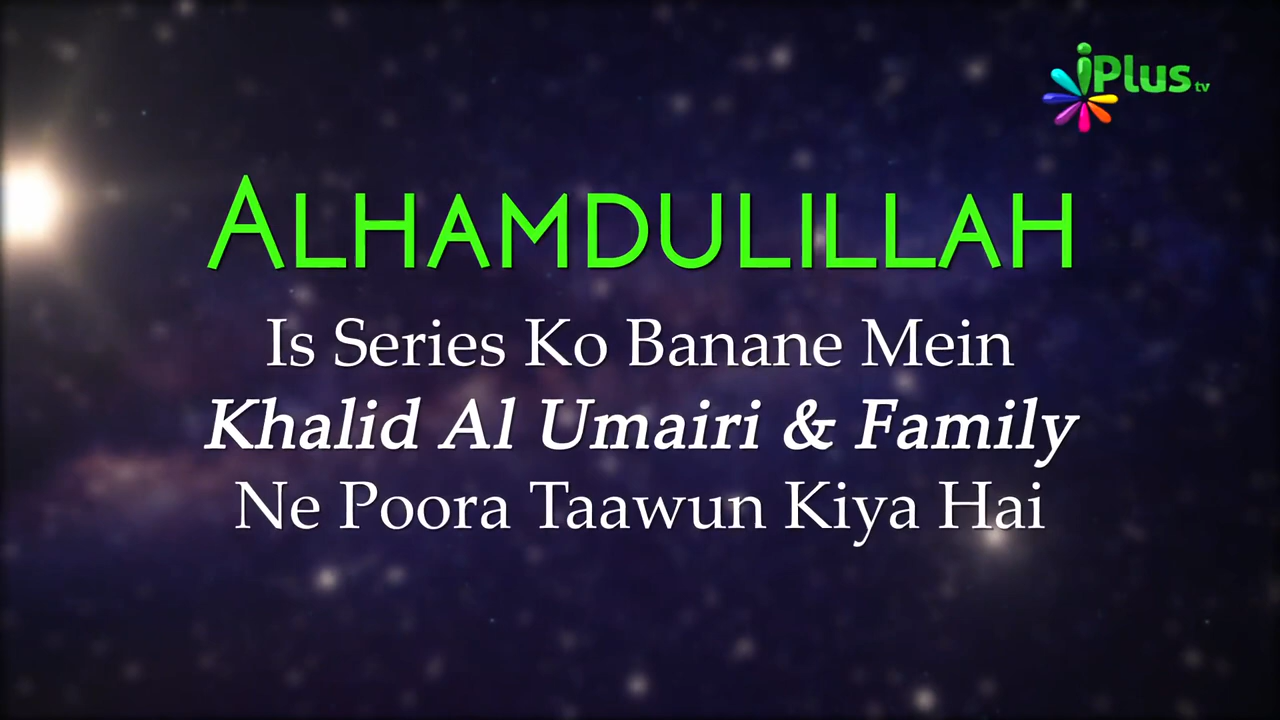 iPlus tv
ALHAMDULILLAH
Is Series Ko Banane Mein
Khalid Al Umairi & Family
Ne Poora Taawun Kiya Hai